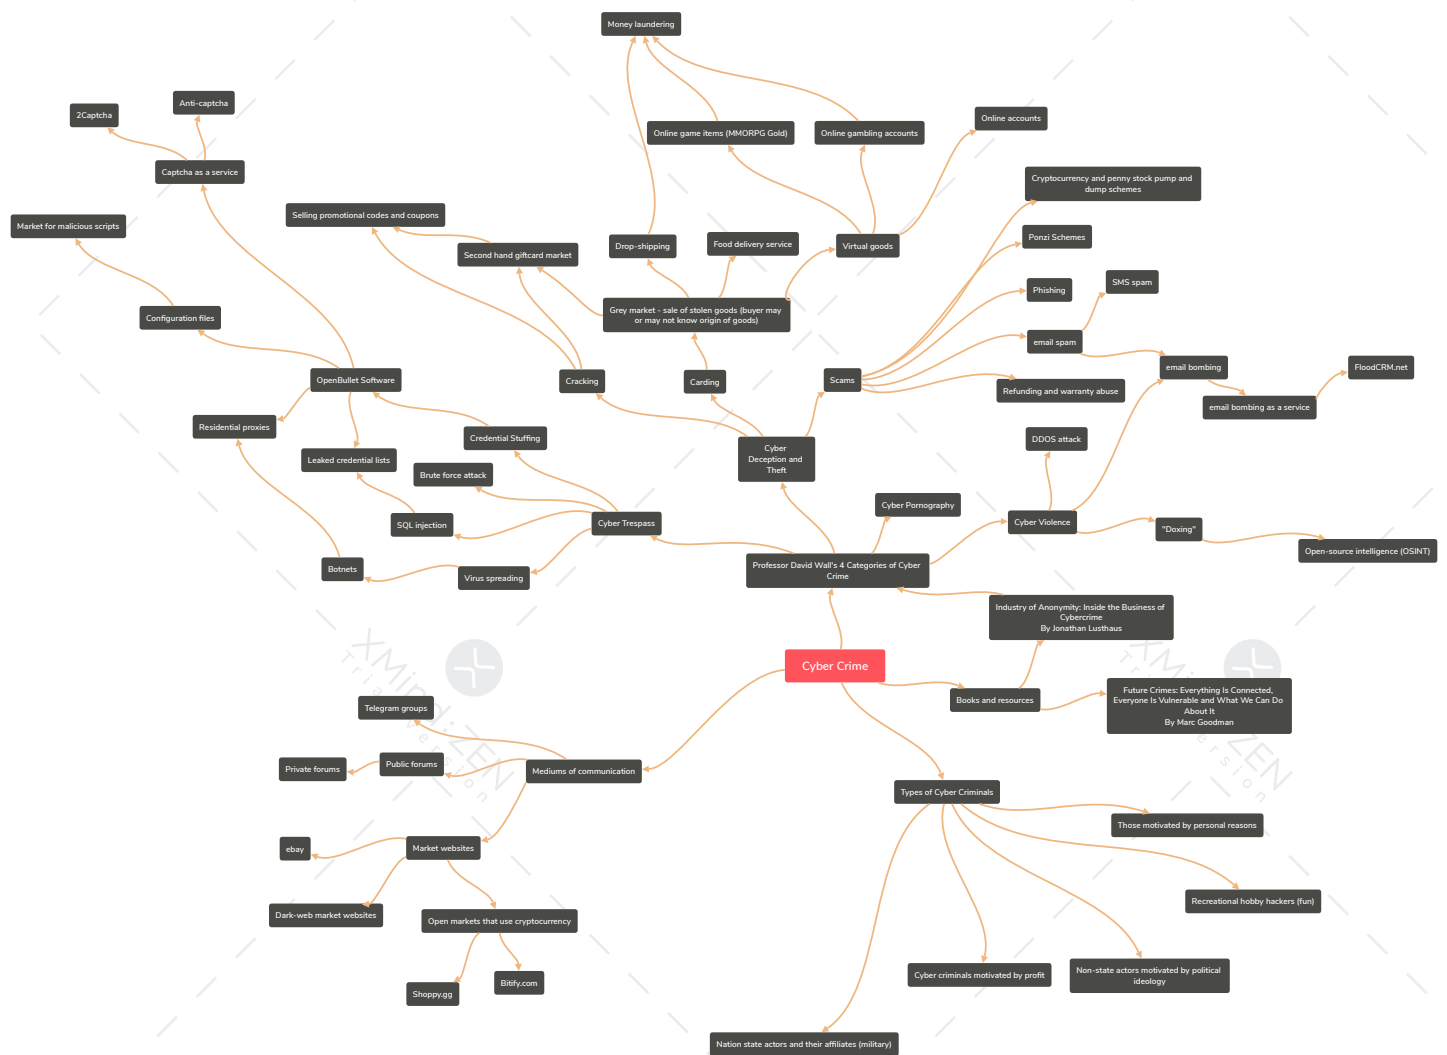 Money laundering
Anti-captcha
2Captcha
Online accounts
Online game items (MMORPG Gold)
Online gambling accounts
Captcha as a service
Cryptocurrency and penny stock pump and
dump schemes
Selling promotional codes and coupons
Market for malicious scripts
Ponzi Schemes
Drop-shipping
Food delivery service
Virtual goods
Second hand giftcard market
SMS spam
Phishing
Configuration files
Grey market - sale of stolen goods (buyer may
or may not know origin of goods)
email spam
email bombing
FloodCRM.net
OpenBullet Software
Cracking
Carding
Scams
Refunding and warranty abuse
email bombing as a service
Residential proxies
Credential Stuffing
DDOS attack
Cyber
Deception and
Theft
Leaked credential lists
Brute force attack
Cyber Pornography
SQL injection
Cyber Trespass
Cyber Violence
"Doxing"
Open-source intelligence (OSINT)
Botnets
Virus spreading
Professor David Wall's 4 Categories of Cyber
Crime
Industry of Anonymity: Inside the Business of
Cybercrime
By Jonathan Lusthaus
Cyber Crime
Books and resources
Future Crimes: Everything Is Connected,
Everyone Is Vulnerable and What We Can Do
About It
By Marc Goodman
Telegram groups
XMind:ZEN
Trial Version
Private forums
Public forums
Mediums of communication
Types of Cyber Criminals
Those motivated by personal reasons
ebay
Market websites
Recreational hobby hackers (fun)
Dark-web market websites
Open markets that use cryptocurrency
Cyber criminals motivated by profit
Non-state actors motivated by political
ideology
Shoppy.gg
Bitify.com
Nation state actors and their affiliates (military)